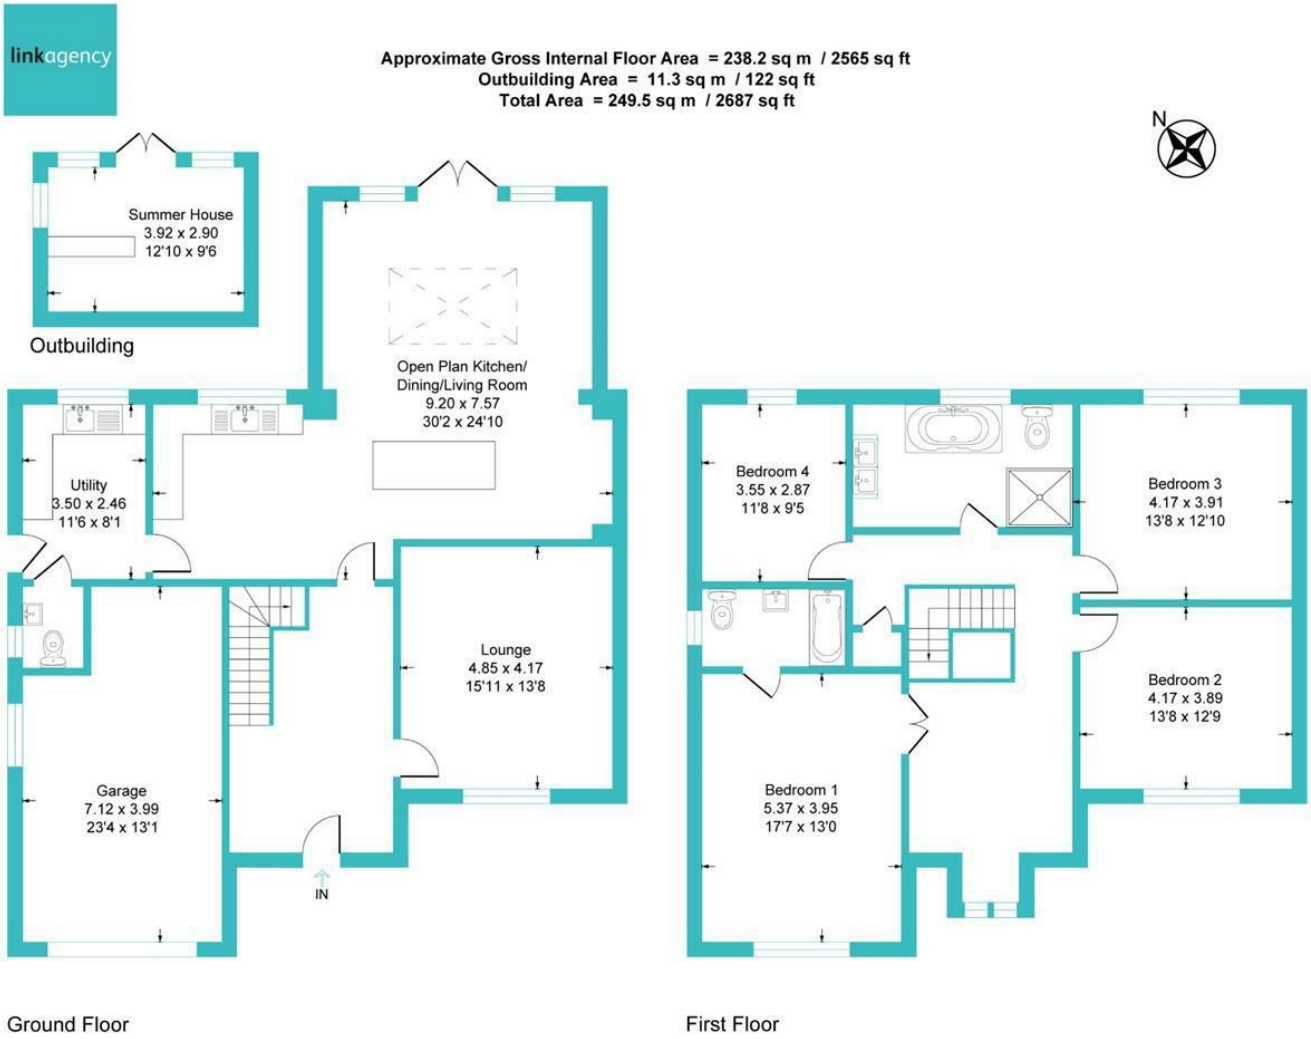 linkagency
Approximate Gross Internal Floor Area = 238.2 sq m / 2565 sq ft
Outbuilding Area = 11.3 sq m / 122 sq ft
Total Area = 249.5 sq m / 2687 sq ft
N
Summer House
3.92 x 2.90
12'10 x 9'6
Outbuilding
Open Plan Kitchen/
Dining/Living Room
9.20 x 7.57
30'2 x 24'10
Utility
3.50 x 2.46
11'6 x 8'1
Lounge
4.85 x 4.17
15'11 x 13'8
Garage
7.12 x 3.99
23'4 x 13'1
IN
Ground Floor
Bedroom 4
3.55 x 2.87
11'8 x 9'5
Bedroom 3
4.17 x 3.91
13'8 x 12'10
Bedroom 2
4.17 x 3.89
13'8 x 12'9
Bedroom 1
5.37 x 3.95
17'7 x 13'0
First Floor